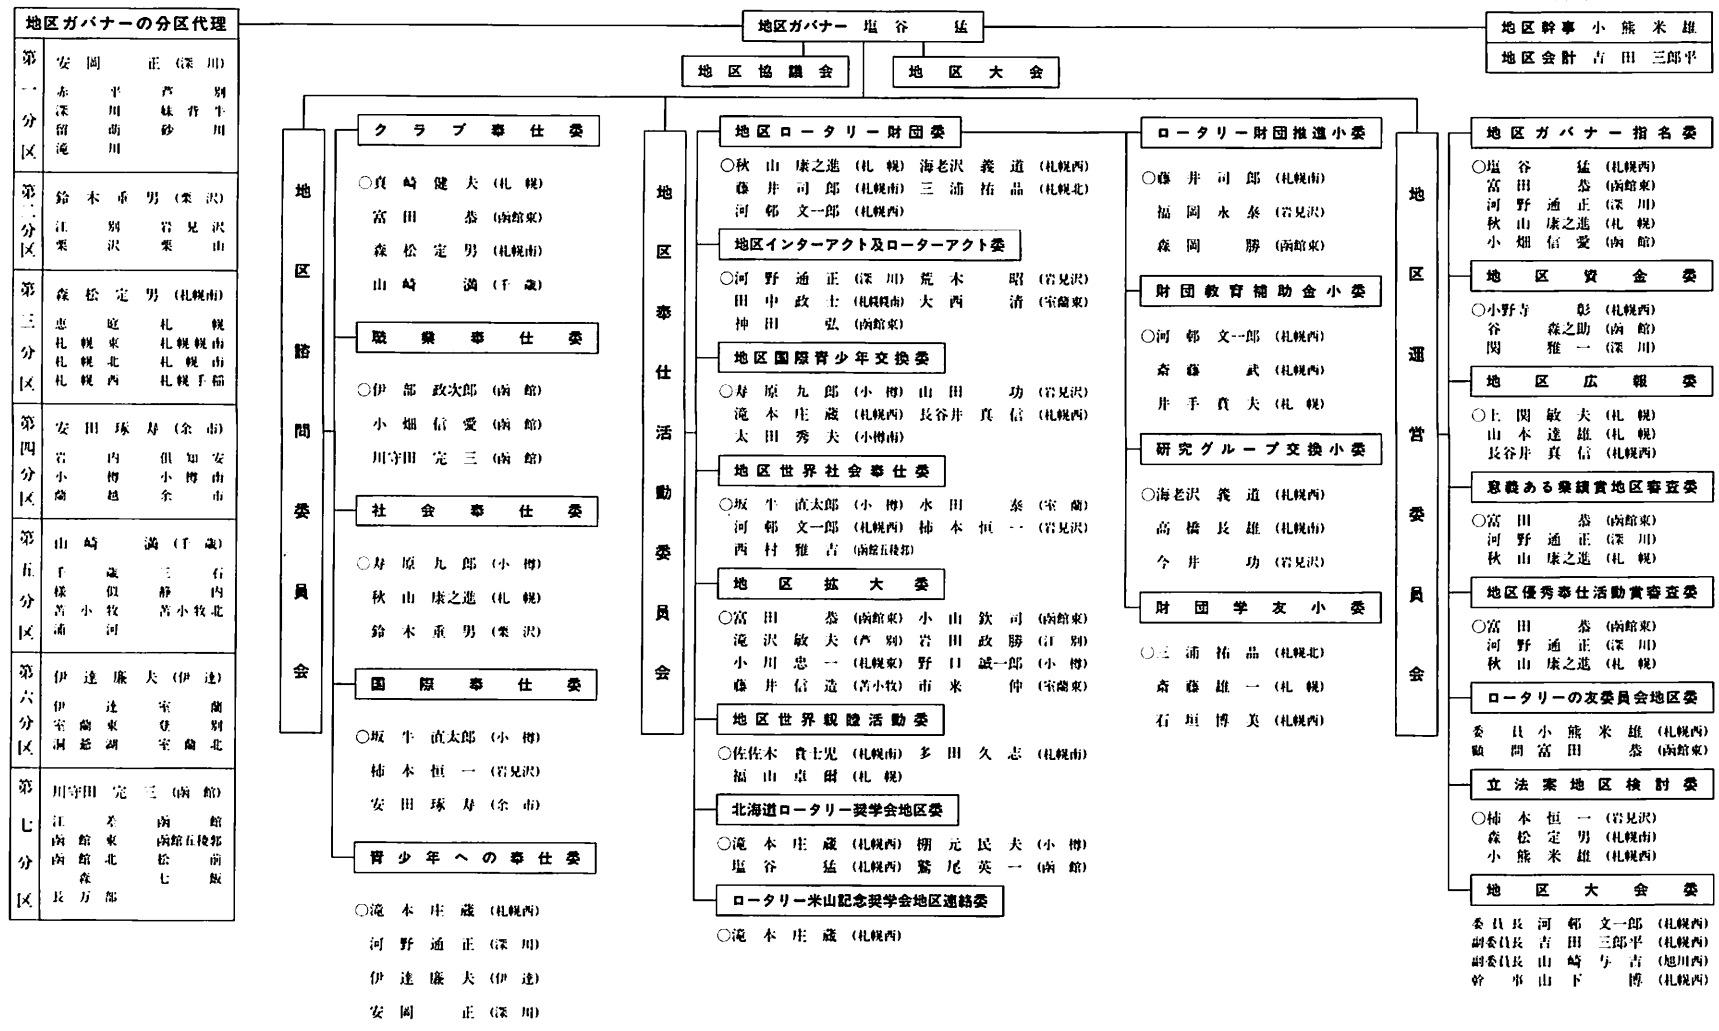 地区ガバナー 塩谷 猛
地区幹事 小熊米雄
地区会計 吉田三郎平
地区協議会
地区大会
地区ガバナーの分区代理
第一分区
安岡 正 (深川)
赤平 芦別
深川 妹背牛
留萌 砂川
滝川
第二分区
鈴木重男 (栗沢)
江別 岩見沢
栗沢 栗山
第三分区
森松定男 (札幌南)
恵庭 札幌
札幌東 札幌幌南
札幌北 札幌南
札幌西 札幌手稲
第四分区
安田琢寿 (余市)
岩内 倶知安
小樽 小樽南
蘭越 余市
第五分区
山崎 満 (千歳)
千歳 三石
様似 静内
苫小牧 苫小牧北
浦河
第六分区
伊達廉夫 (伊達)
伊達 室蘭
室蘭東 登別
洞爺湖 室蘭北
第七分区
川守田完三 (函館)
江差 函館
函館東 函館五稜郭
函館北 松前
森 七飯
長万部
地区諮問委員会
クラブ奉仕委
○真崎健夫 (札幌)
富田 恭 (函館東)
森松定男 (札幌南)
山崎 満 (千歳)
職業奉仕委
○伊部政次郎 (函館)
小畑信愛 (函館)
川守田完三 (函館)
社会奉仕委
○寿原九郎 (小樽)
秋山康之進 (札幌)
鈴木重男 (栗沢)
国際奉仕委
○坂牛直太郎 (小樽)
柿本恒一 (岩見沢)
安田琢寿 (余市)
青少年への奉仕委
○滝本庄蔵 (札幌西)
河野通正 (深川)
伊達廉夫 (伊達)
安岡 正 (深川)
地区奉仕活動委員会
地区ロータリー財団委
○秋山康之進 (札幌) 海老沢義道 (札幌西)
藤井司郎 (札幌南) 三浦祐晶 (札幌北)
河邨文一郎 (札幌西)
地区インターアクト及ローターアクト委
○河野通正 (深川) 荒木 昭 (岩見沢)
田中政士 (札幌幌南) 大西 清 (室蘭東)
神田 弘 (函館東)
地区国際青少年交換委
○寿原九郎 (小樽) 山田 功 (岩見沢)
滝本庄蔵 (札幌西) 長谷井真信 (札幌西)
太田秀夫 (小樽南)
地区世界社会奉仕委
○坂牛直太郎 (小樽) 水田 泰 (室蘭)
河邨文一郎 (札幌西) 柿本恒一 (岩見沢)
西村雅吉 (函館五稜郭)
地区拡大委
○富田 恭 (函館東) 小山欽司 (函館東)
滝沢敏夫 (芦別) 岩田政勝 (江別)
小川忠一 (札幌東) 野口誠一郎 (小樽)
藤井信造 (苫小牧) 市来 仲 (室蘭東)
地区世界親睦活動委
○佐佐木貴士児 (札幌南) 多田久志 (札幌南)
福山卓爾 (札幌)
北海道ロータリー奨学会地区委
○滝本庄蔵 (札幌西) 棚元民夫 (小樽)
塩谷 猛 (札幌西) 鷲尾英一 (函館)
ロータリー米山記念奨学会地区連絡委
○滝本庄蔵 (札幌西)
ロータリー財団推進小委
○藤井司郎 (札幌南)
福岡永泰 (岩見沢)
森岡 勝 (函館東)
財団教育補助金小委
○河邨文一郎 (札幌西)
斎藤 武 (札幌西)
井手賁夫 (札幌)
研究グループ交換小委
○海老沢義道 (札幌西)
高橋長雄 (札幌南)
今井 功 (岩見沢)
財団学友小委
○三浦祐晶 (札幌北)
斎藤雄一 (札幌)
石垣博美 (札幌西)
地区運営委員会
地区ガバナー指名委
○塩谷 猛 (札幌西)
富田 恭 (函館東)
河野通正 (深川)
秋山康之進 (札幌)
小畑信愛 (函館)
地区資金委
○小野寺 彰 (札幌西)
谷 森之助 (函館)
関 雅一 (深川)
地区広報委
○上関敏夫 (札幌)
山本達雄 (札幌)
長谷井真信 (札幌西)
意義ある業績賞地区審査委
○富田 恭 (函館東)
河野通正 (深川)
秋山康之進 (札幌)
地区優秀奉仕活動賞審査委
○富田 恭 (函館東)
河野通正 (深川)
秋山康之進 (札幌)
ロータリーの友委員会地区委
委員 小熊米雄 (札幌西)
顧問 富田 恭 (函館東)
立法案地区検討委
○柿本恒一 (岩見沢)
森松定男 (札幌南)
小熊米雄 (札幌西)
地区大会委
委員長 河邨文一郎 (札幌西)
副委員長 吉田三郎平 (札幌西)
副委員長 山崎与吉 (旭川西)
幹事 山下 博 (札幌西)